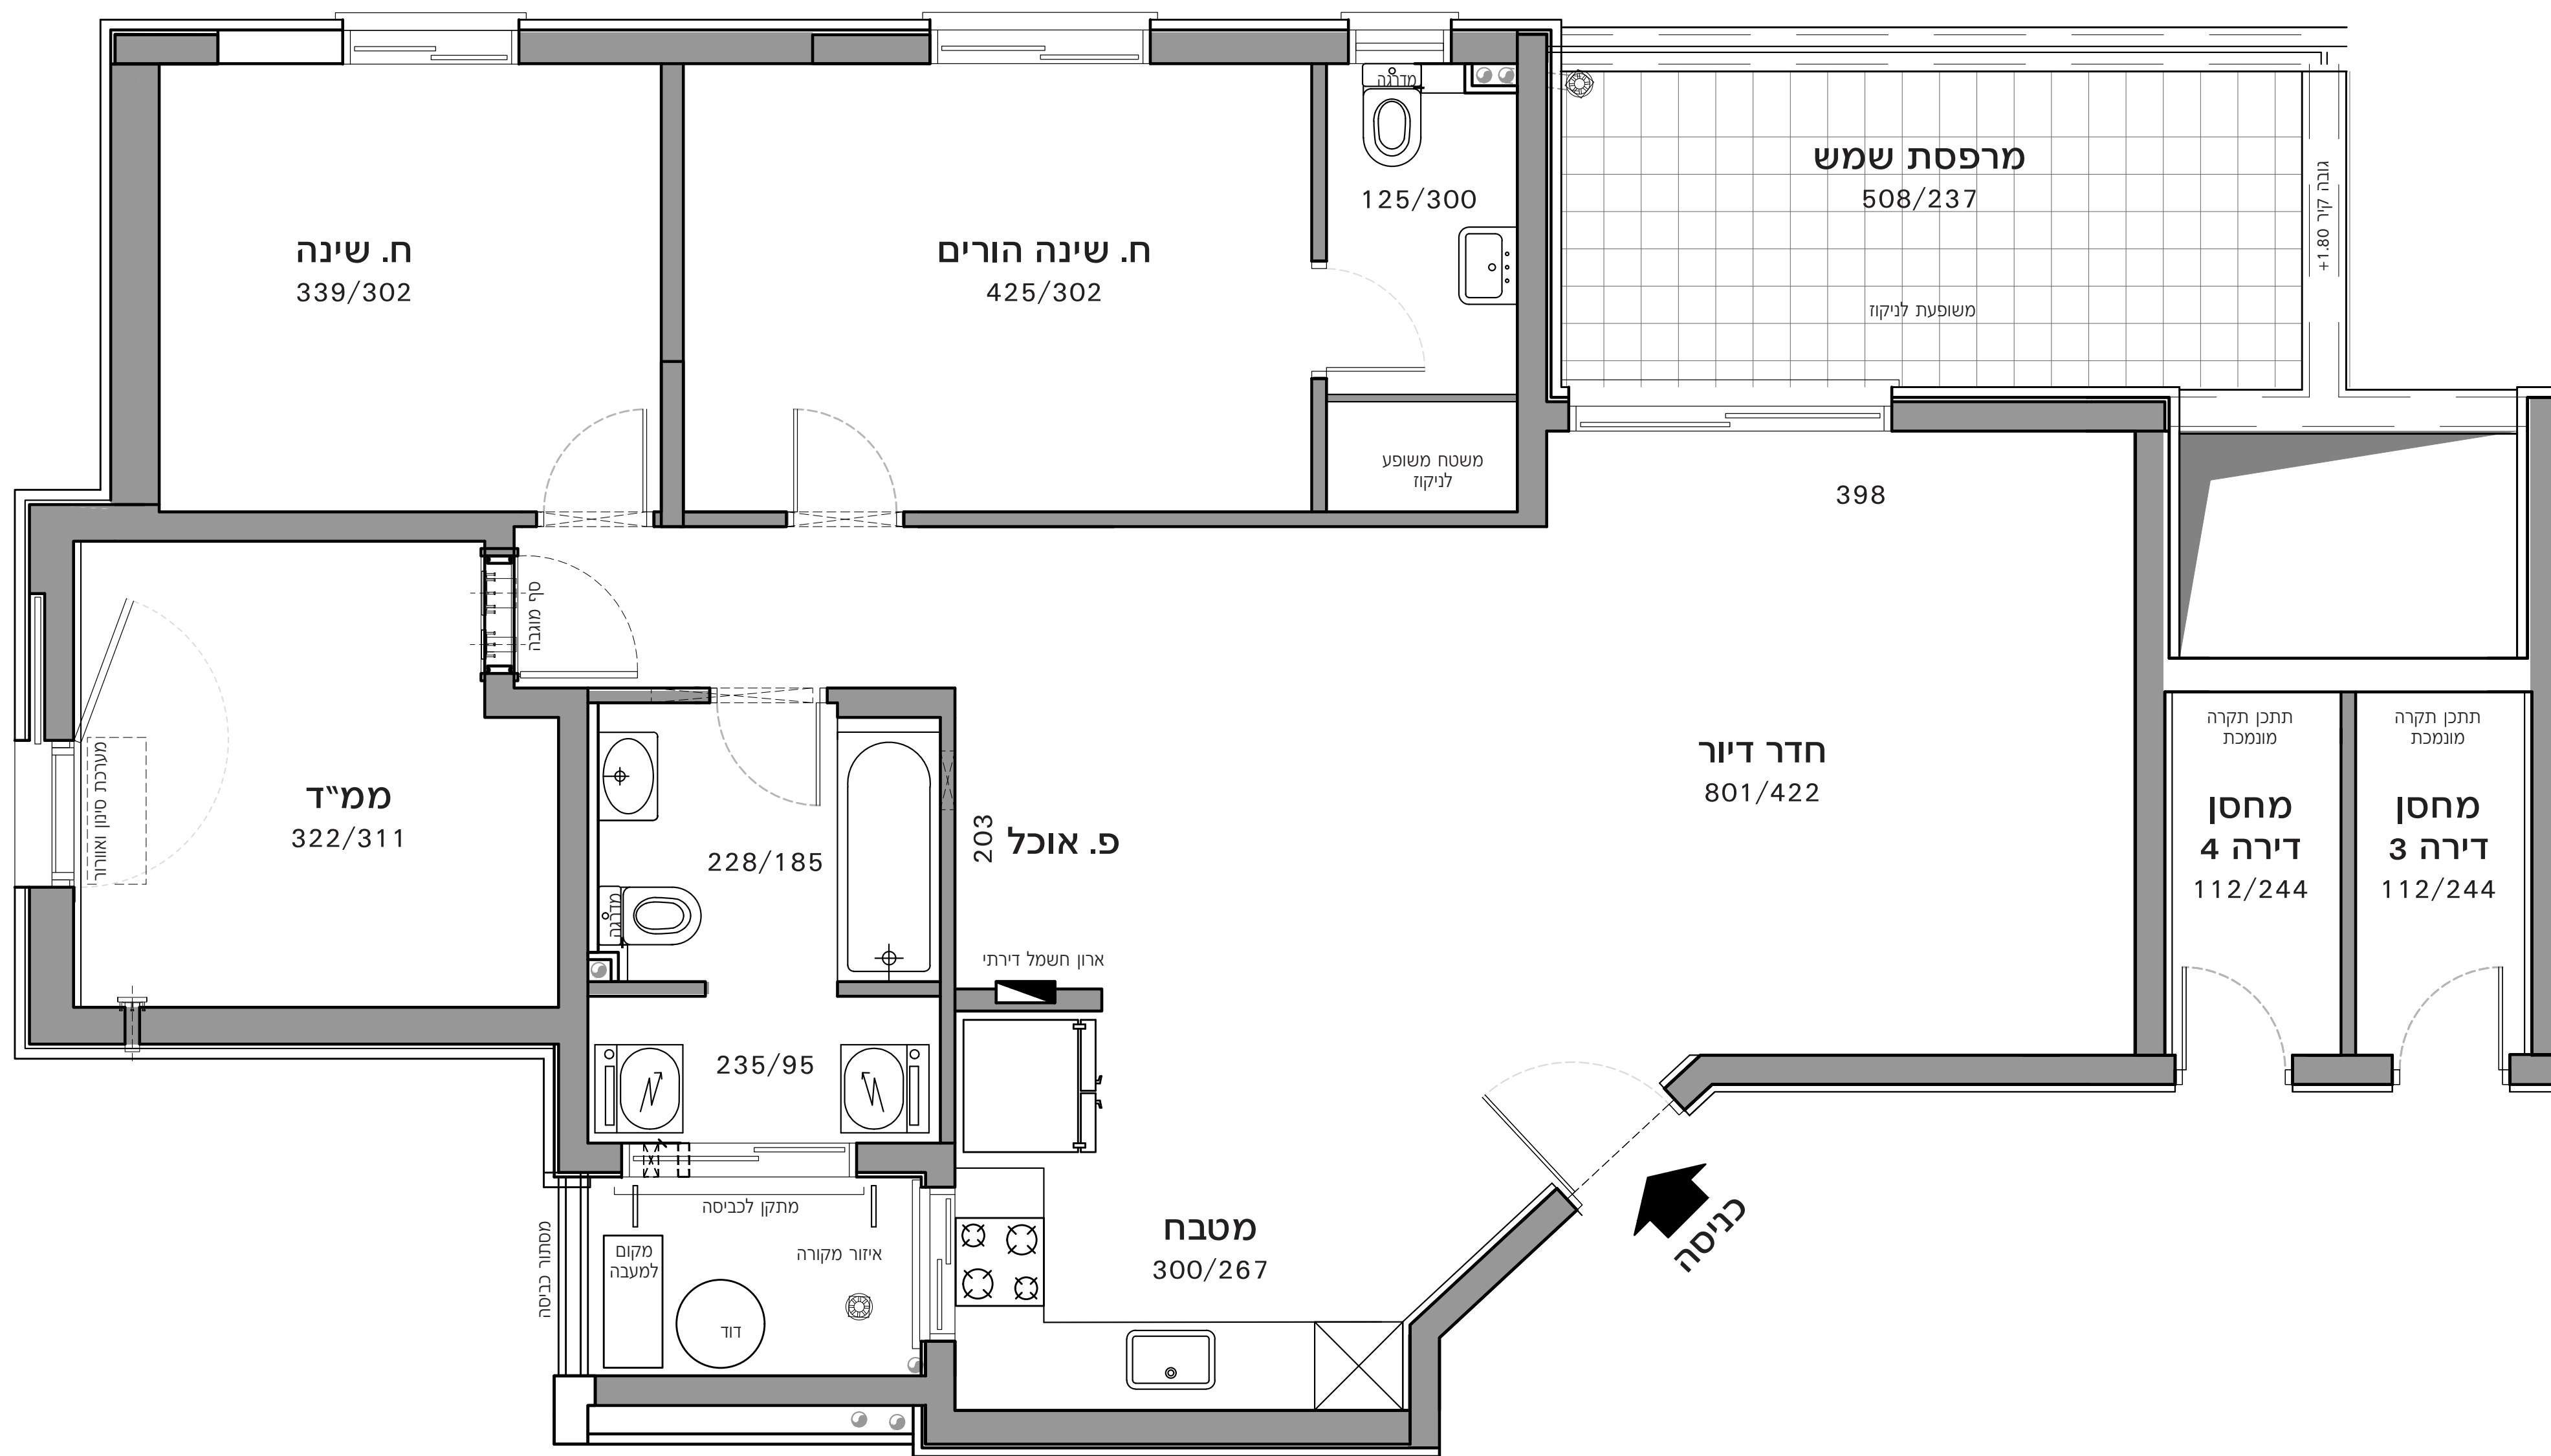 מדרגה
125/300
מרפסת שמש
508/237
גובה קיר 1.80+
משופעת לניקוז
ח. שינה הורים
425/302
ח. שינה
339/302
משטח משופע
לניקוז
398
סף מוגבה
חדר דיור
801/422
תתכן תקרה
מונמכת
מחסן
דירה 3
112/244
תתכן תקרה
מונמכת
מחסן
דירה 4
112/244
פ. אוכל
203
ממ"ד
322/311
מערכת סינון ואוורור
228/185
מדרגה
ארון חשמל דירתי
235/95
כניסה
מטבח
300/267
מתקן לכביסה
איזור מקורה
מקום
למעבה
דוד
מסתור כביסה